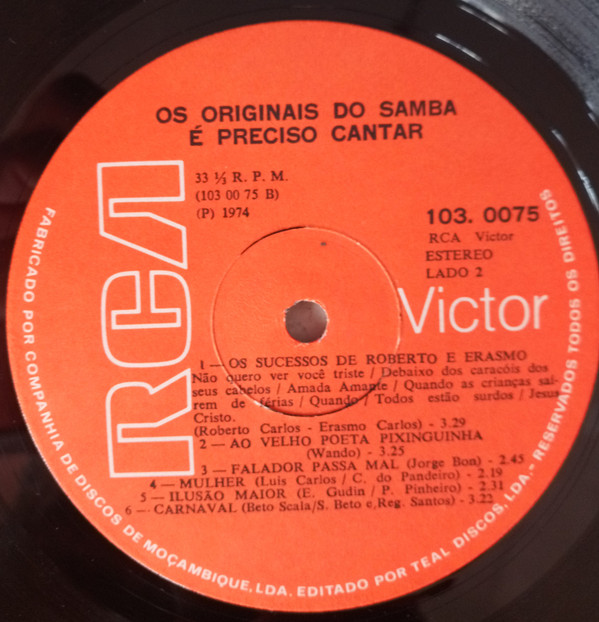 OS ORIGINAIS DO SAMBA
É PRECISO CANTAR
33 ⅓ R. P. M.
(103 00 75 B)
(P) 1974
103. 0075
RCA Victor
ESTEREO
LADO 2
RCA Victor
1 — OS SUCESSOS DE ROBERTO E ERASMO
Não quero ver você triste / Debaixo dos caracóis dos
seus cabelos / Amada Amante / Quando as crianças saí-
rem de férias / Quando / Todos estão surdos / Jesus
Cristo.
(Roberto Carlos - Erasmo Carlos) - 3.29
2 — AO VELHO POETA PIXINGUINHA
(Wando) - 3.25
3 — FALADOR PASSA MAL (Jorge Bon) - 2.45
4 — MULHER (Luis Carlos / C. do Pandeiro) - 2.19
5 — ILUSÃO MAIOR (E. Gudin / P. Pinheiro) - 2.31
6 — CARNAVAL (Beto Scala/S. Beto e Reg. Santos) - 3.22
FABRICADO POR COMPANHIA DE DISCOS DE MOÇAMBIQUE, LDA. EDITADO POR TEAL DISCOS, LDA. - RESERVADOS TODOS OS DIREITOS